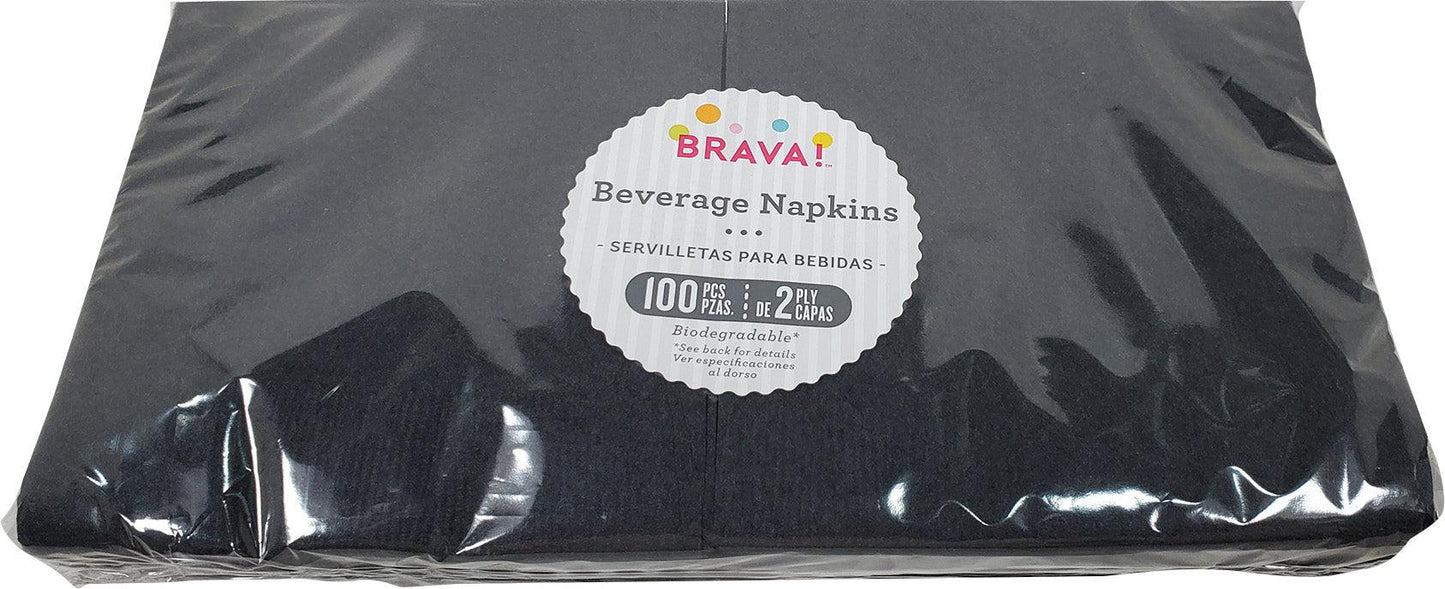 BRAVA!™
Beverage Napkins
•••
- SERVILLETAS PARA BEBIDAS -
100 PCS PZAS. DE 2 PLY CAPAS
Biodegradable*
*See back for details
Ver especificaciones
al dorso